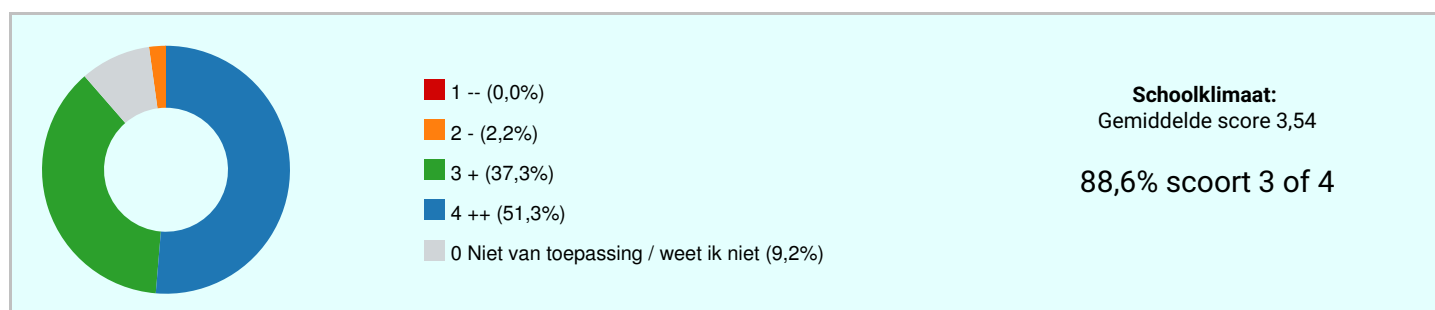 1 -- (0,0%)
2 - (2,2%)
3 + (37,3%)
4 ++ (51,3%)
0 Niet van toepassing / weet ik niet (9,2%)
Schoolklimaat:
Gemiddelde score 3,54
88,6% scoort 3 of 4